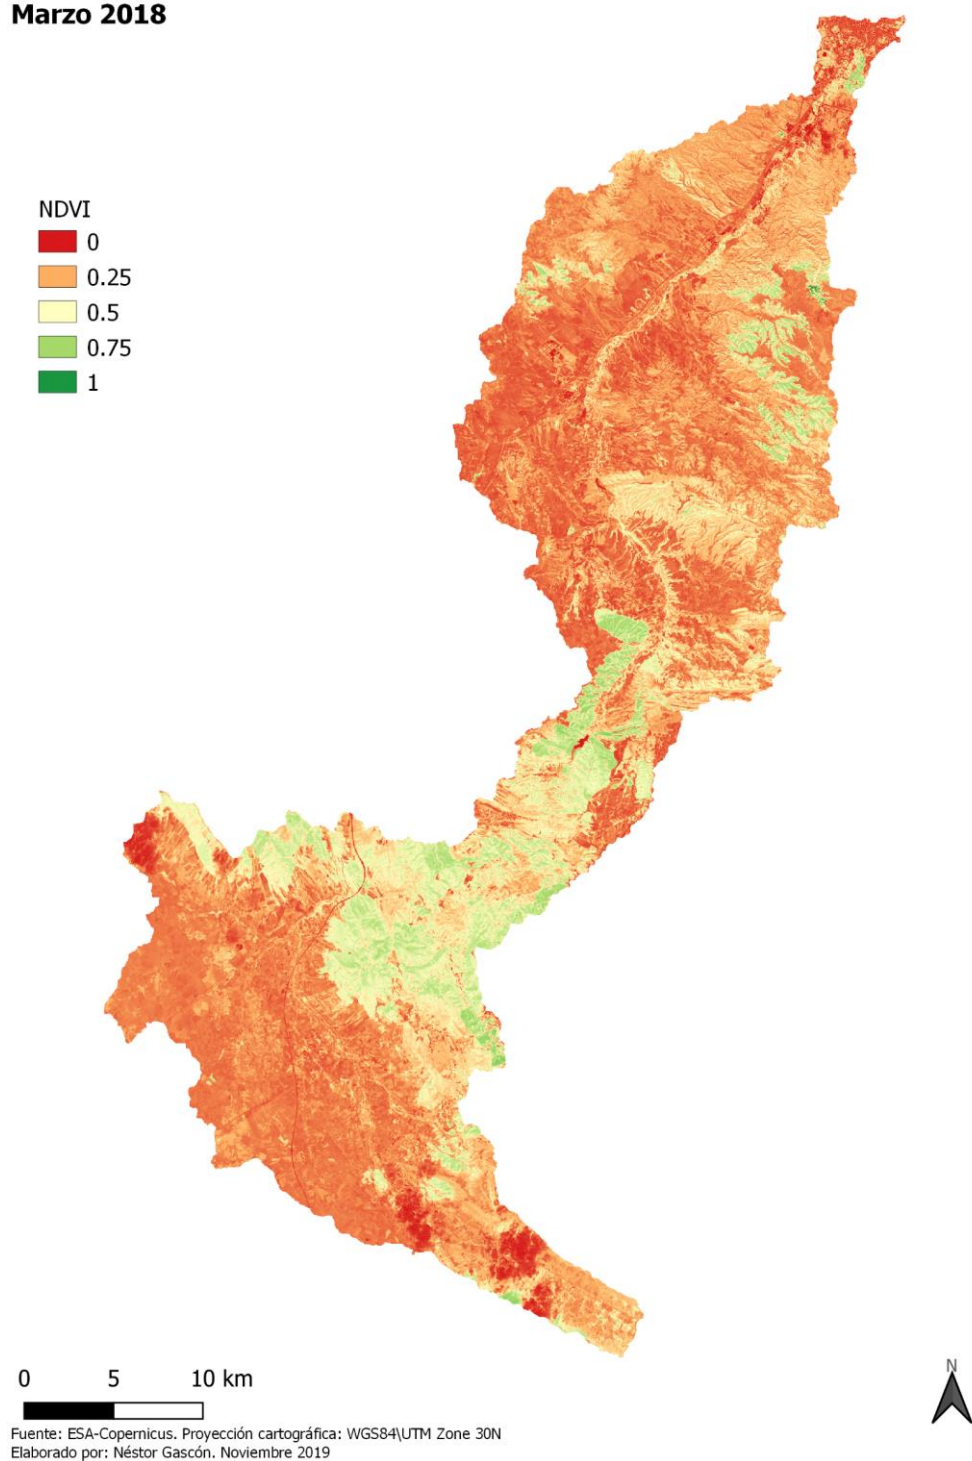 Marzo 2018
NDVI
0
0.25
0.5
0.75
1
0 5 10 km
N
Fuente: ESA-Copernicus. Proyección cartográfica: WGS84\UTM Zone 30N
Elaborado por: Néstor Gascón. Noviembre 2019